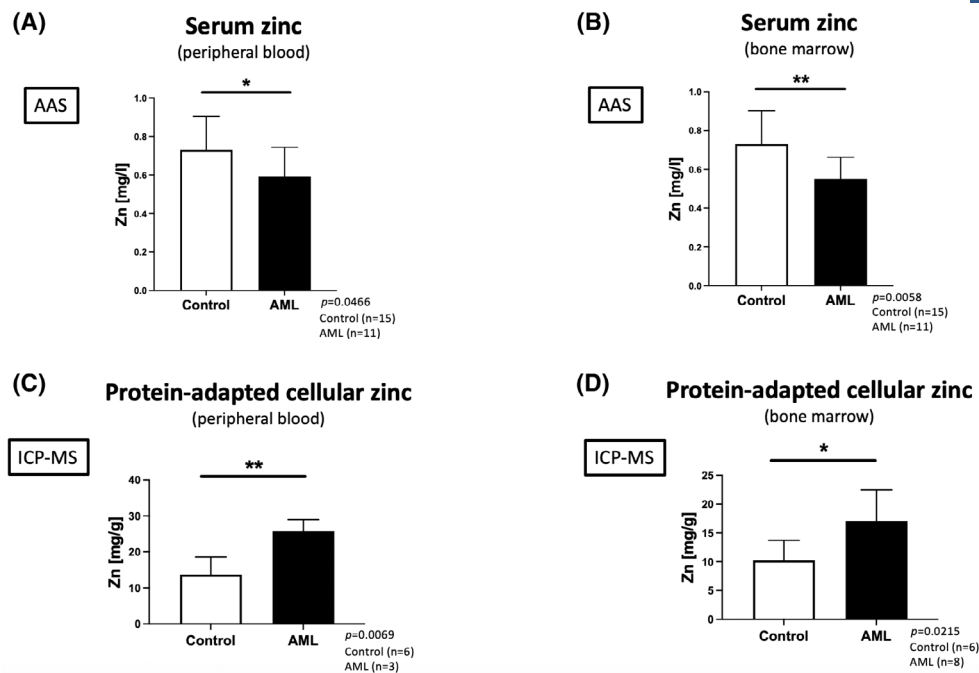 (A)
Serum zinc
(peripheral blood)
AAS
*
Zn [mg/l]
1.0
0.8
0.6
0.4
0.2
0.0
Control
AML
p=0.0466
Control (n=15)
AML (n=11)
(B)
Serum zinc
(bone marrow)
AAS
**
Zn [mg/l]
1.0
0.8
0.6
0.4
0.2
0.0
Control
AML
p=0.0058
Control (n=15)
AML (n=11)
(C)
Protein-adapted cellular zinc
(peripheral blood)
ICP-MS
**
Zn [mg/g]
40
30
20
10
0
Control
AML
p=0.0069
Control (n=6)
AML (n=3)
(D)
Protein-adapted cellular zinc
(bone marrow)
ICP-MS
*
Zn [mg/g]
25
20
15
10
5
0
Control
AML
p=0.0215
Control (n=6)
AML (n=8)